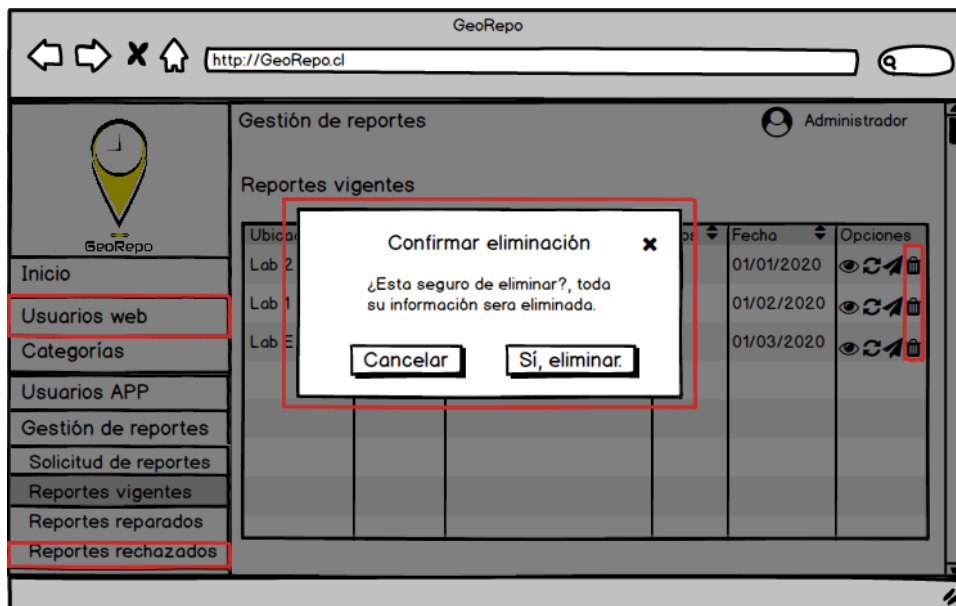 GeoRepo
http://GeoRepo.cl
GeoRepo
Inicio
Usuarios web
Categorías
Usuarios APP
Gestión de reportes
Solicitud de reportes
Reportes vigentes
Reportes reparados
Reportes rechazados
Gestión de reportes
Administrador
Reportes vigentes
Fecha Opciones
Lab 2 01/01/2020
Lab 1 01/02/2020
Lab E 01/03/2020
Confirmar eliminación
¿Esta seguro de eliminar?, toda
su información sera eliminada.
Cancelar Sí, eliminar.